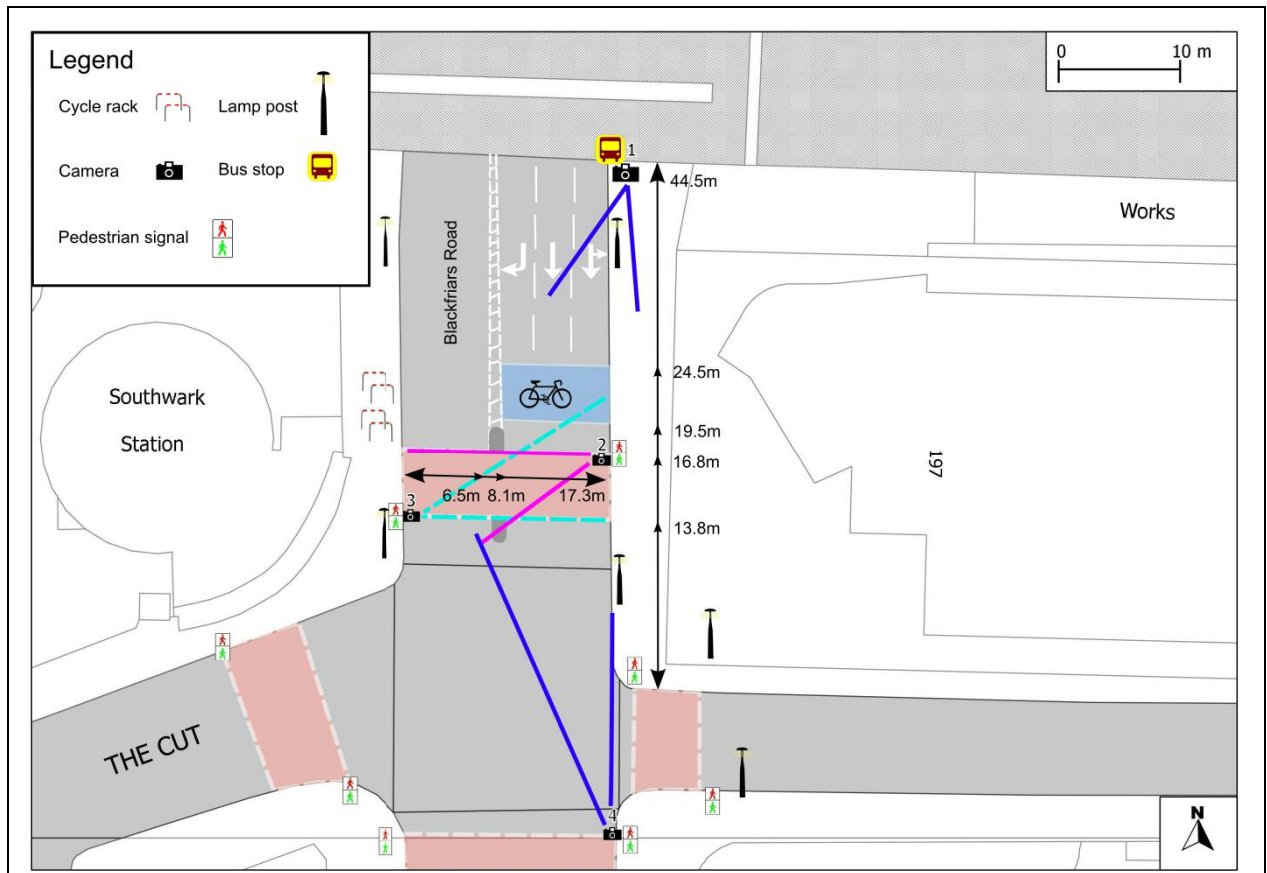 Legend
Cycle rack
Lamp post
Camera
Bus stop
Pedestrian signal
0 10 m
1
44.5m
Works
Blackfriars Road
24.5m
Southwark
Station
19.5m
2
16.8m
197
6.5m 8.1m 17.3m
3
13.8m
THE CUT
4
N